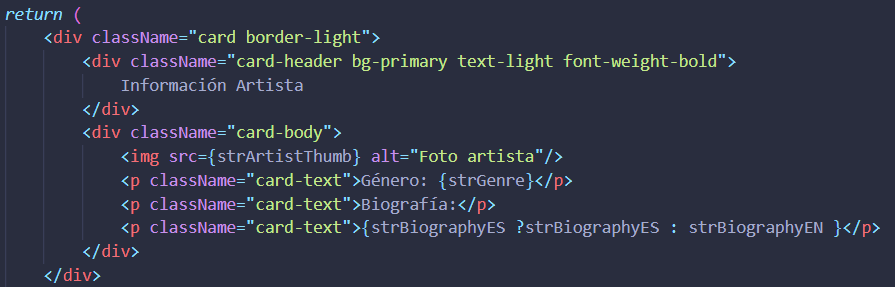 return (
<div className="card border-light">
<div className="card-header bg-primary text-light font-weight-bold">
Información Artista
</div>
<div className="card-body">
<img src={strArtistThumb} alt="Foto artista"/>
<p className="card-text">Género: {strGenre}</p>
<p className="card-text">Biografía:</p>
<p className="card-text">{strBiographyES ?strBiographyES : strBiographyEN }</p>
</div>
</div>